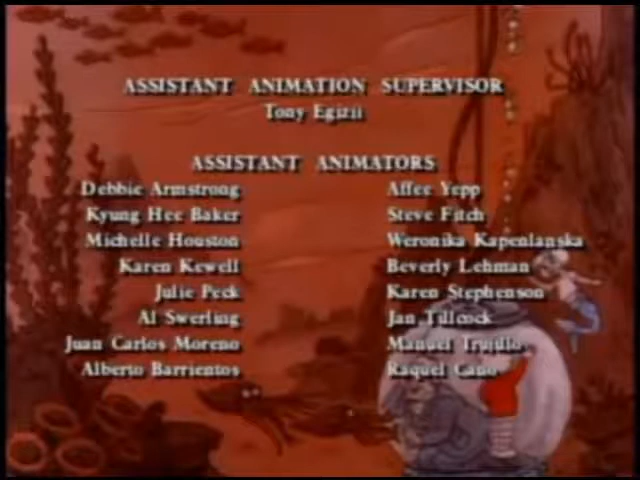 ASSISTANT ANIMATION SUPERVISOR
Tony Egizii
ASSISTANT ANIMATORS
Debbie Armstrong Affee Yepp
Kyung Hee Baker Steve Fitch
Michelle Houston Weronika Kapenlanska
Karen Kewell Beverly Lehman
Julie Peck Karen Stephenson
Al Swerling Jan Tillcock
Juan Carlos Moreno Manuel Trujillo
Alberto Barrientos Raquel Cano